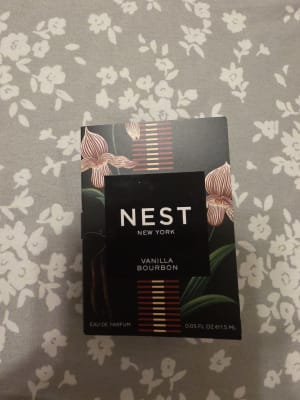 NEST
NEW YORK
VANILLA
BOURBON
EAU DE PARFUM
0.05 FL OZ e 1.5 ML